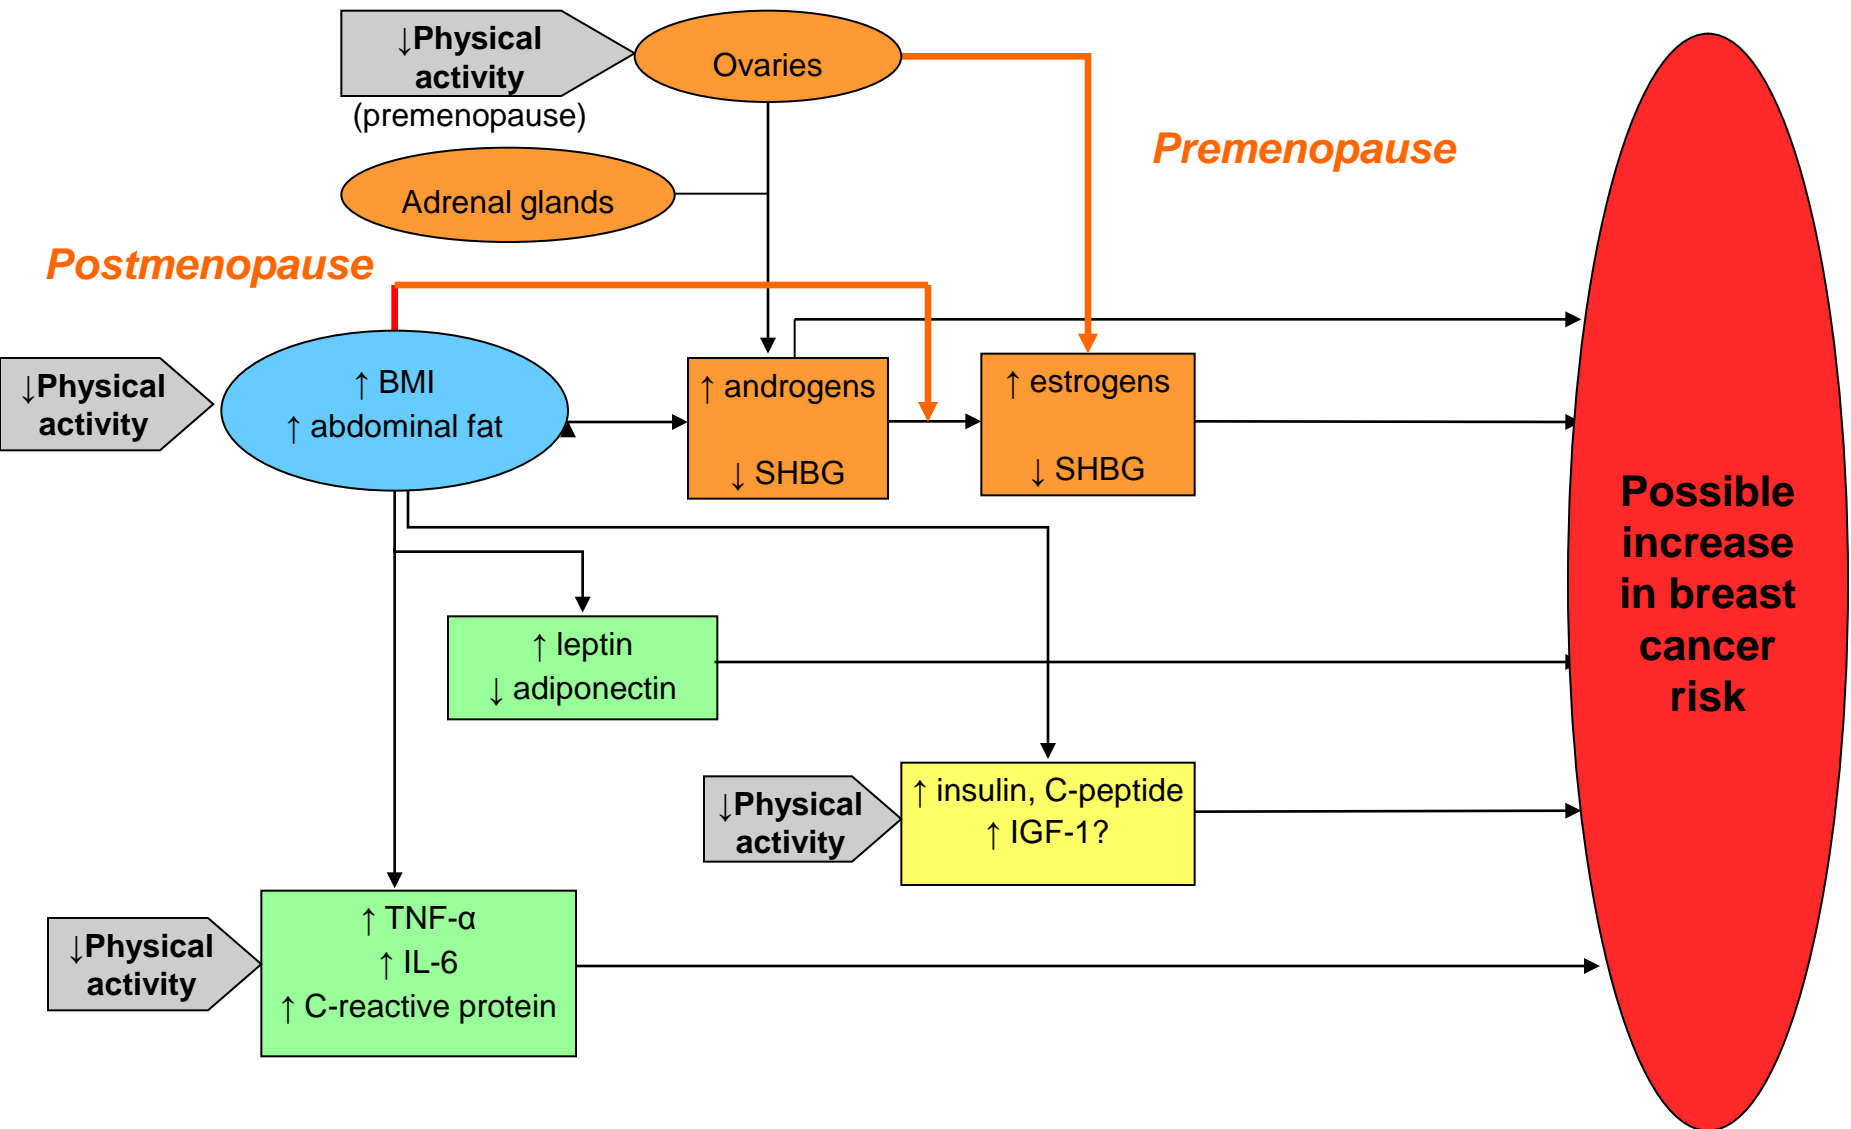 ↓Physical
activity
(premenopause)
Ovaries
Premenopause
Adrenal glands
Postmenopause
↓Physical
activity
↑ BMI
↑ abdominal fat
↑ androgens
↓ SHBG
↑ estrogens
↓ SHBG
Possible
increase
in breast
cancer
risk
↑ leptin
↓ adiponectin
↓Physical
activity
↑ insulin, C-peptide
↑ IGF-1?
↓Physical
activity
↑ TNF-α
↑ IL-6
↑ C-reactive protein